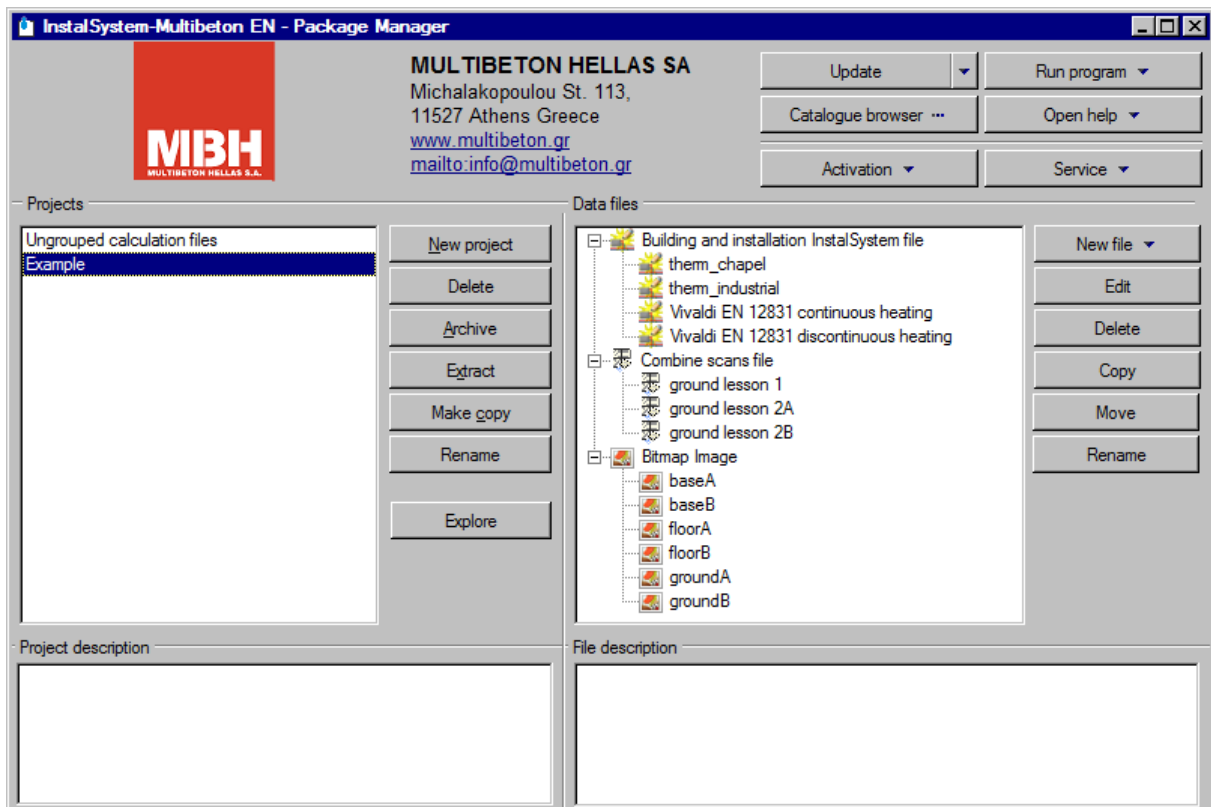 InstalSystem-Multibeton EN - Package Manager
MBH
MULTIBETON HELLAS S.A.
MULTIBETON HELLAS SA
Michalakopoulou St. 113,
11527 Athens Greece
www.multibeton.gr
mailto:info@multibeton.gr
Update
Run program
Catalogue browser ...
Open help
Activation
Service
Projects
Ungrouped calculation files
Example
New project
Delete
Archive
Extract
Make copy
Rename
Explore
Data files
Building and installation InstalSystem file
therm_chapel
therm_industrial
Vivaldi EN 12831 continuous heating
Vivaldi EN 12831 discontinuous heating
Combine scans file
ground lesson 1
ground lesson 2A
ground lesson 2B
Bitmap Image
baseA
baseB
floorA
floorB
groundA
groundB
New file
Edit
Delete
Copy
Move
Rename
Project description
File description